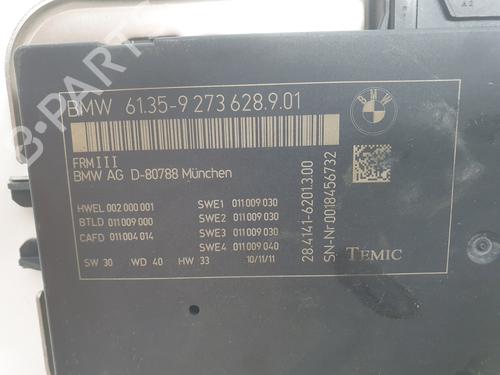 BMW 61.35-9 273 628.9.01
BMW
FRM III
BMW AG D-80788 München
HWEL 002 000 001
BTLD 011 009 000
CAFD 011 004 014
SWE1 011 009 030
SWE2 011 009 030
SWE3 011 009 030
SWE4 011 009 040
SW 30 WD 40 HW 33 10/11/11
28.4141-6201.3.00
SN-Nr 0018456732
TEMIC
B-PARTS